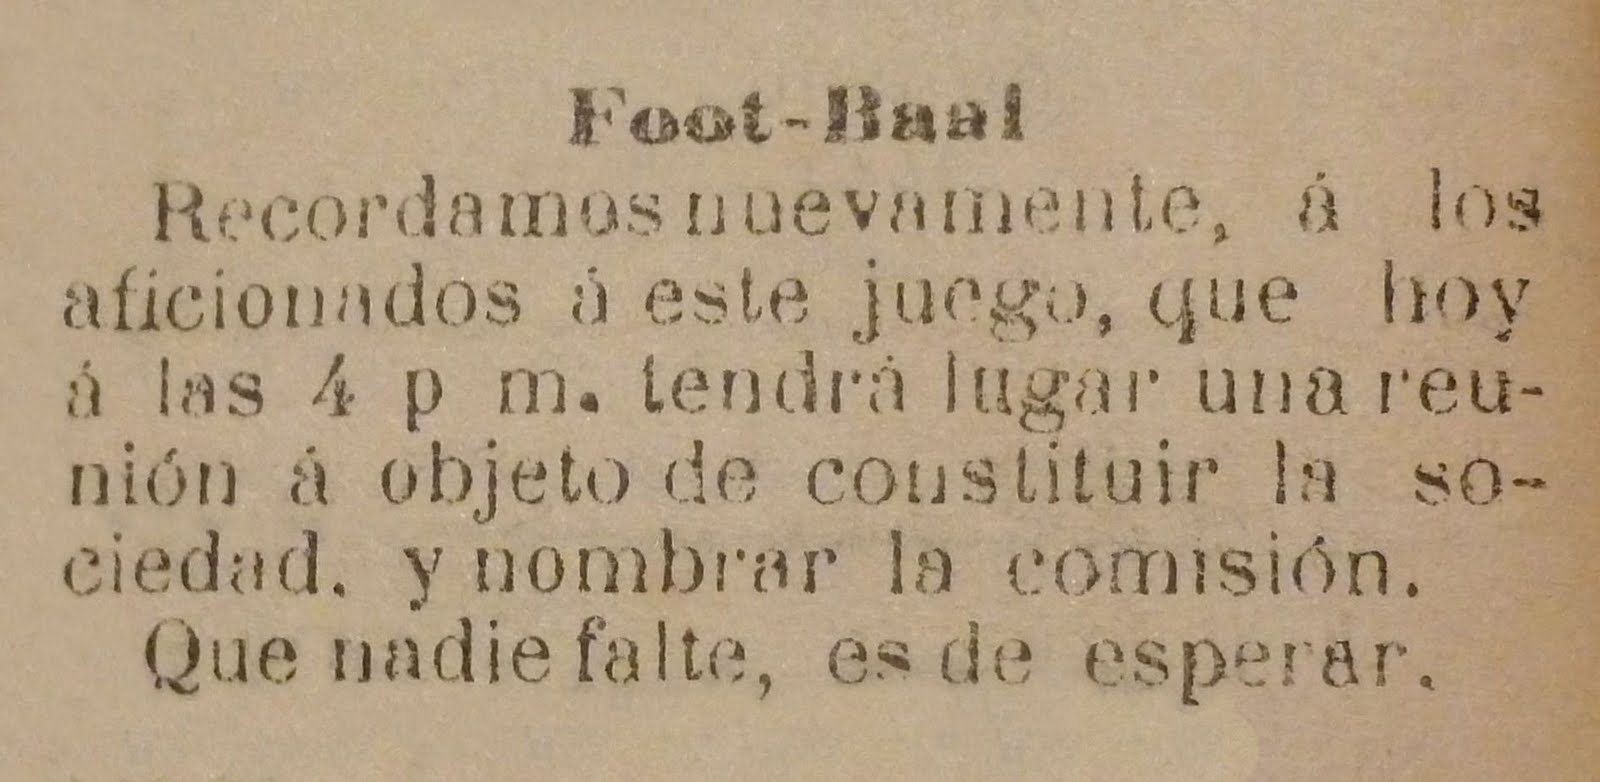 Foot-Baal
Recordamos nuevamente, á los
aficionados á este juego, que hoy
á las 4 p m. tendrá lugar una reu-
nión á objeto de constituir la so-
ciedad. y nombrar la comisión.
Que nadie falte, es de esperar.